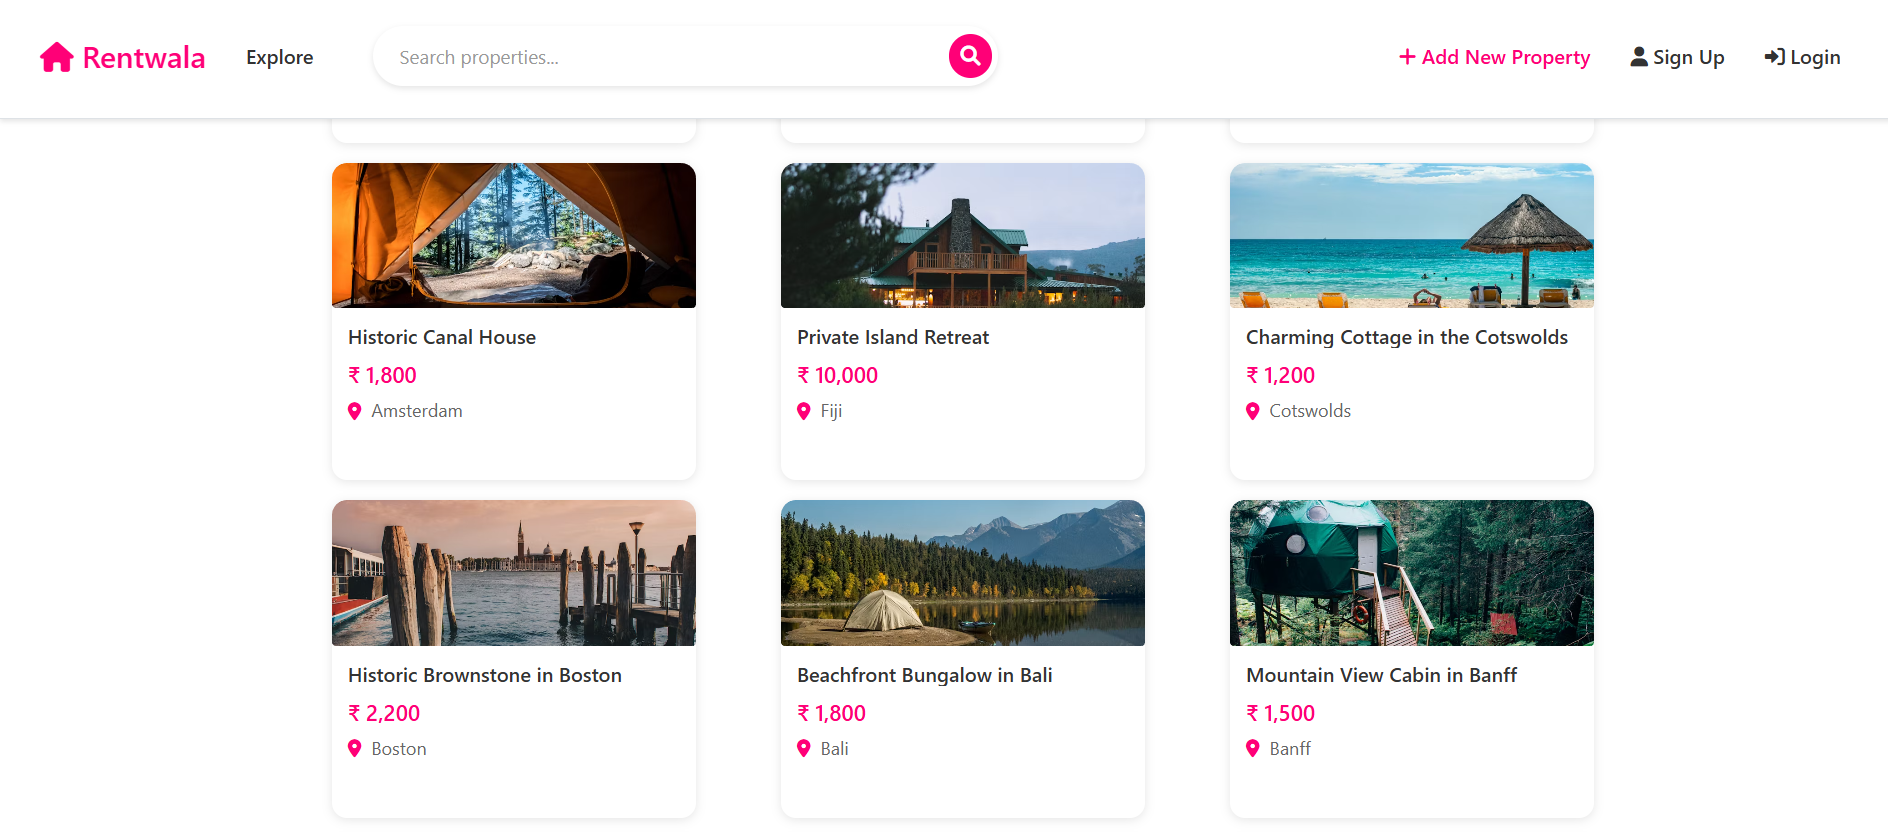 Rentwala
Explore
Search properties...
Add New Property
Sign Up
Login
Historic Canal House
₹ 1,800
Amsterdam
Private Island Retreat
₹ 10,000
Fiji
Charming Cottage in the Cotswolds
₹ 1,200
Cotswolds
Historic Brownstone in Boston
₹ 2,200
Boston
Beachfront Bungalow in Bali
₹ 1,800
Bali
Mountain View Cabin in Banff
₹ 1,500
Banff